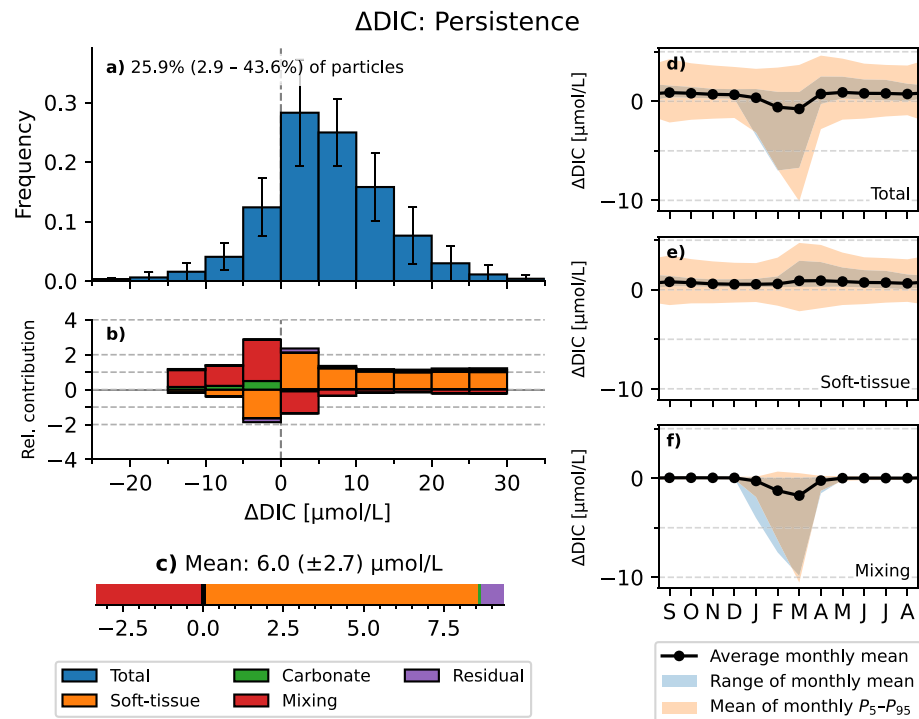 ΔDIC: Persistence
a) 25.9% (2.9 – 43.6%) of particles
Frequency
0.3
0.2
0.1
0.0
b)
Rel. contribution
4
2
0
−2
−4
−20
−10
0
10
20
30
ΔDIC [μmol/L]
c) Mean: 6.0 (±2.7) μmol/L
−2.5
0.0
2.5
5.0
7.5
Total
Soft-tissue
Carbonate
Mixing
Residual
d)
ΔDIC [μmol/L]
0
−10
Total
e)
ΔDIC [μmol/L]
0
−10
Soft-tissue
f)
ΔDIC [μmol/L]
0
−10
Mixing
S O N D J F M A M J J A
Average monthly mean
Range of monthly mean
Mean of monthly P5–P95